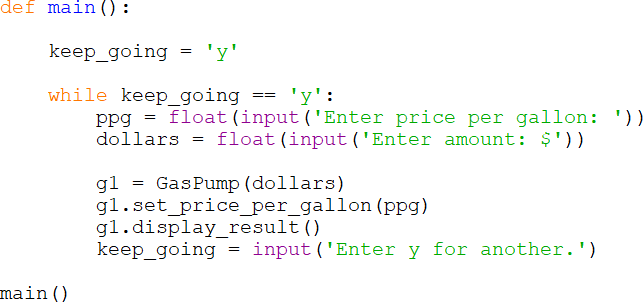 def main():
    keep_going = 'y'
    while keep_going == 'y':
        ppg = float(input('Enter price per gallon: '))
        dollars = float(input('Enter amount: $'))
        g1 = GasPump(dollars)
        g1.set_price_per_gallon(ppg)
        g1.display_result()
        keep_going = input('Enter y for another.')
main()